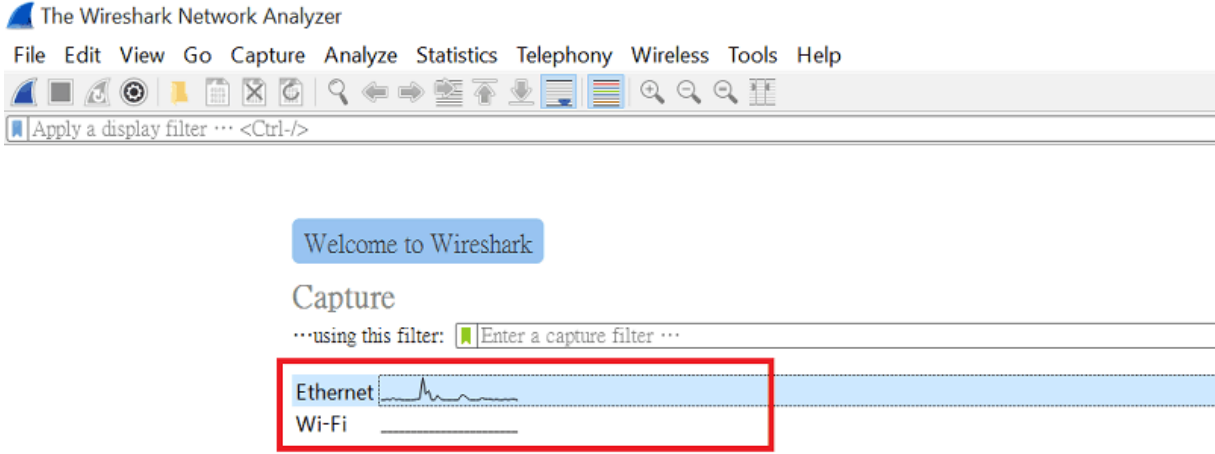 The Wireshark Network Analyzer
File Edit View Go Capture Analyze Statistics Telephony Wireless Tools Help
Apply a display filter ⋯ <Ctrl-/>
Welcome to Wireshark
Capture
⋯using this filter: Enter a capture filter ⋯
Ethernet
Wi-Fi